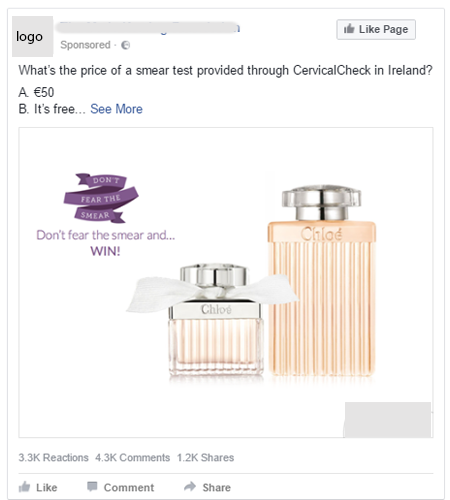 logo
Like Page
Sponsored ·
What's the price of a smear test provided through CervicalCheck in Ireland?
A. €50
B. It's free... See More
DON'T
FEAR THE
SMEAR
Don't fear the smear and...
WIN!
Chloé
Chloé
3.3K Reactions 4.3K Comments 1.2K Shares
Like Comment Share